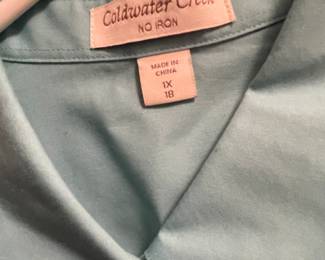 Coldwater Creek
NO IRON
MADE IN
CHINA
1X
18